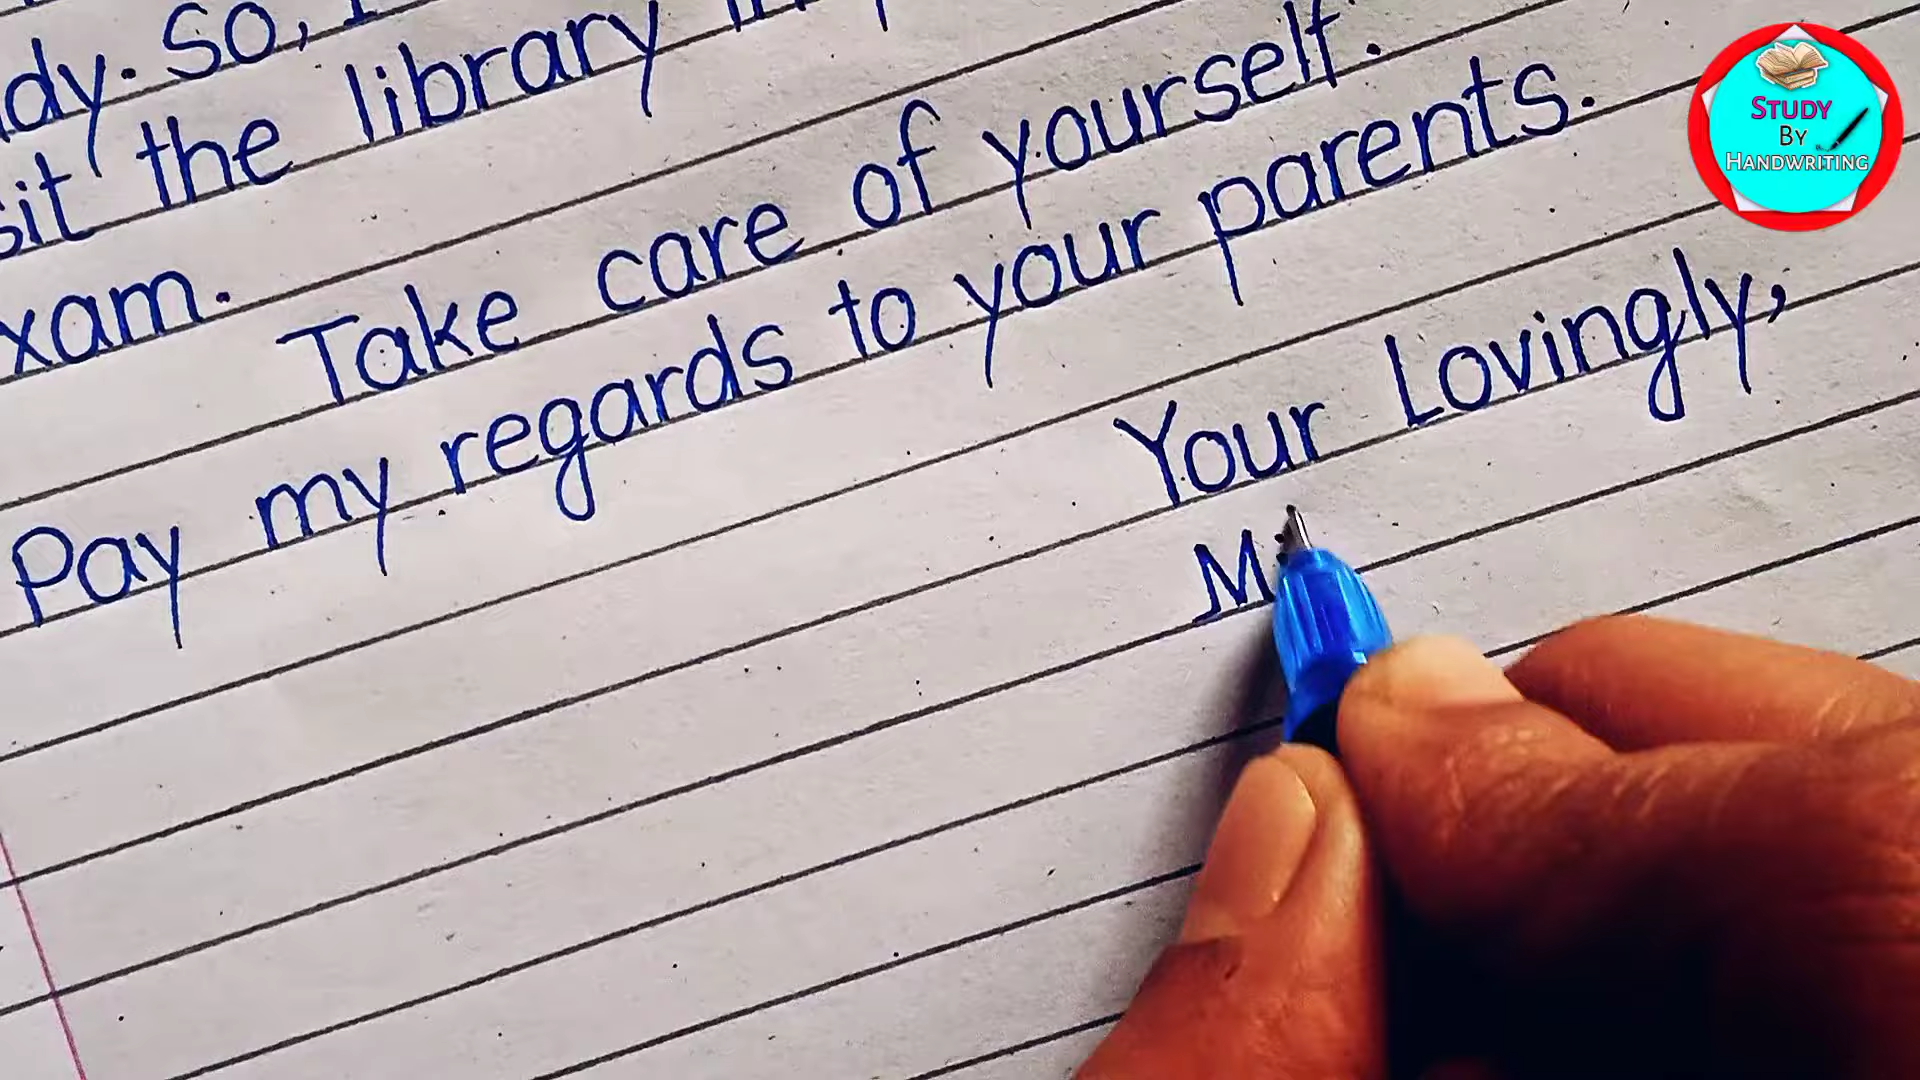 dy. So,
sit the library
xam.
Take care of yourself.
Pay my regards to your parents.
Your Lovingly,
M
STUDY
BY
HANDWRITING